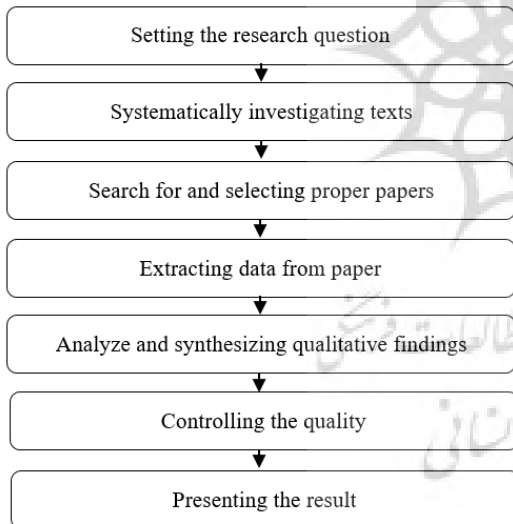 Setting the research question
Systematically investigating texts
Search for and selecting proper papers
Extracting data from paper
Analyze and synthesizing qualitative findings
Controlling the quality
Presenting the result